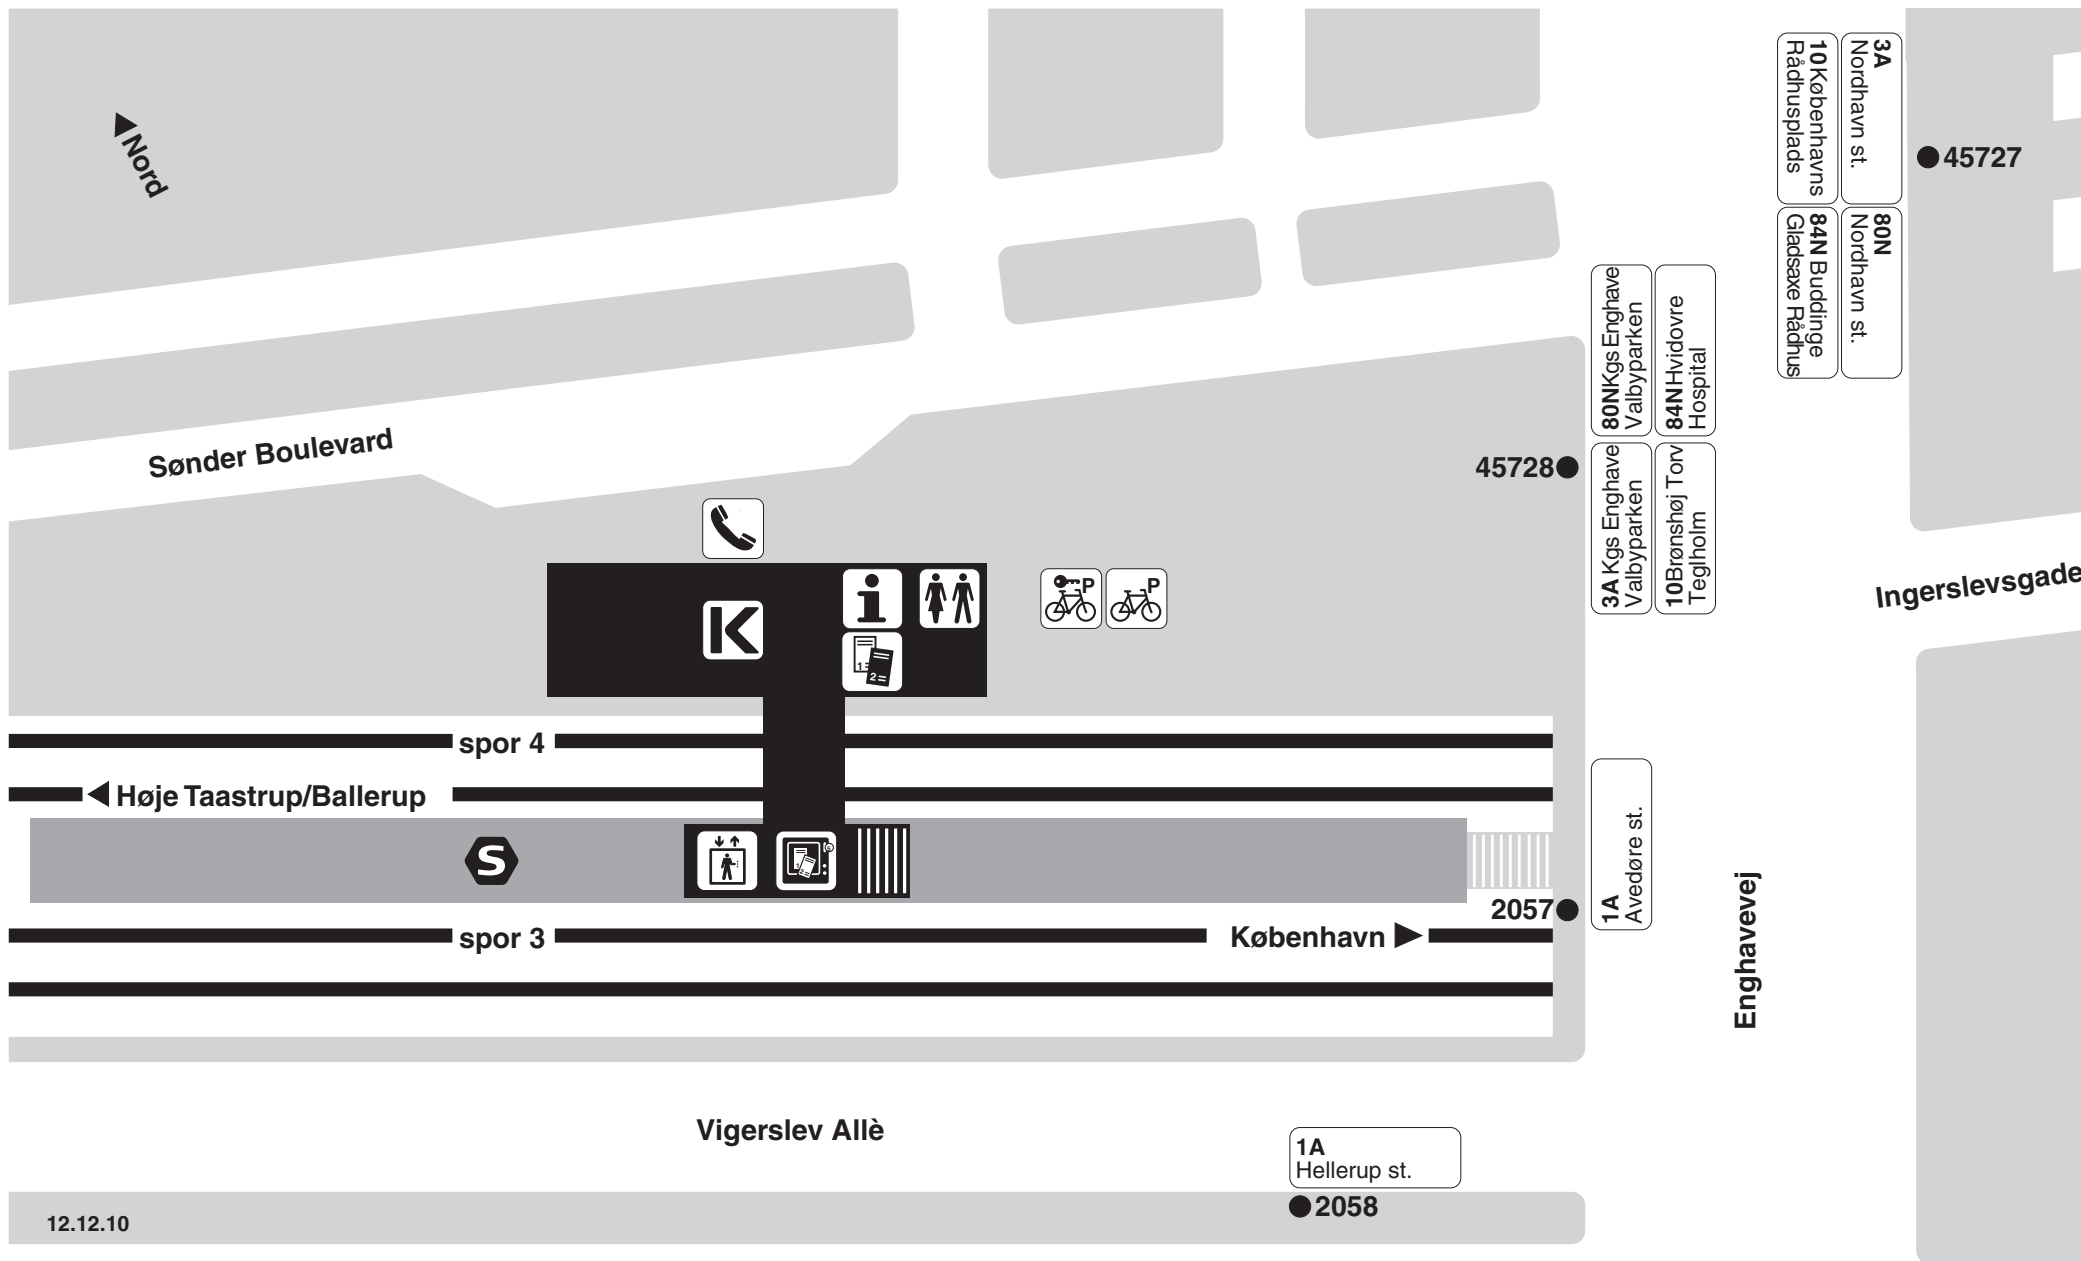 Nord
10 Københavns
Rådhusplads
3A
Nordhavn st.
45727
84N Buddinge
Gladsaxe Rådhus
80N
Nordhavn st.
80N Kgs Enghave
Valbyparken
84N Hvidovre
Hospital
Sønder Boulevard
45728
3A Kgs Enghave
Valbyparken
10 Brønshøj Torv
Teglholm
Ingerslevsgade
P
P
i
K
1=
2=
spor 4
Høje Taastrup/Ballerup
S
1A
Avedøre st.
2057
Enghavevej
spor 3
København
Vigerslev Allè
1A
Hellerup st.
2058
12.12.10